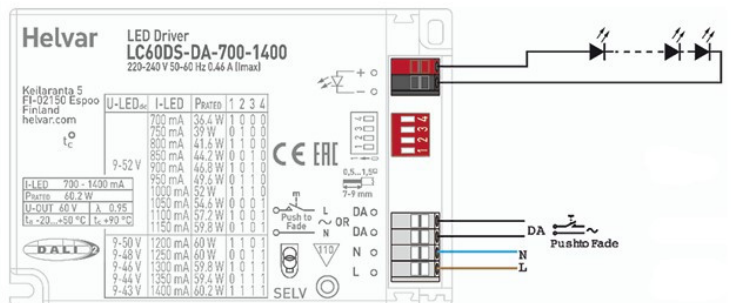 Helvar
LED Driver
LC60DS-DA-700-1400
220-240 V 50-60 Hz 0.46 A (Imax)
Keilaranta 5
FI-02150 Espoo
Finland
helvar.com
tc
U-LED I-LED PRATED 1 2 3 4
9-52 V
700 mA 36.4 W 1 0 0 0
750 mA 39 W 0 1 0 0
800 mA 41.6 W 1 1 0 0
850 mA 44.2 W 0 0 1 0
900 mA 46.8 W 1 0 1 0
950 mA 49.6 W 0 1 1 0
1000 mA 52 W 1 1 1 0
1050 mA 54.6 W 0 0 0 1
1100 mA 57.2 W 1 0 0 1
1150 mA 59.8 W 0 1 0 1
9-50 V 1200 mA 60 W 1 1 0 1
9-48 V 1250 mA 60 W 0 0 1 1
9-46 V 1300 mA 59.8 W 1 0 1 1
9-44 V 1350 mA 59.4 W 0 1 1 1
9-43 V 1400 mA 60.2 W 1 1 1 1
I-LED 700 - 1400 mA
PRATED 60.2 W
U-OUT 60 V λ 0.95
ta -20...+50 °C tc +90 °C
DALI 2
+
-
1 2 3 4
1 0
CE EAC
0,5...1,5
7-9 mm
m
L
Push to
Fade
~
N
OR
DA
DA
N
L
110
SELV
1 2 3 4
DA
~
Push to Fade
N
L